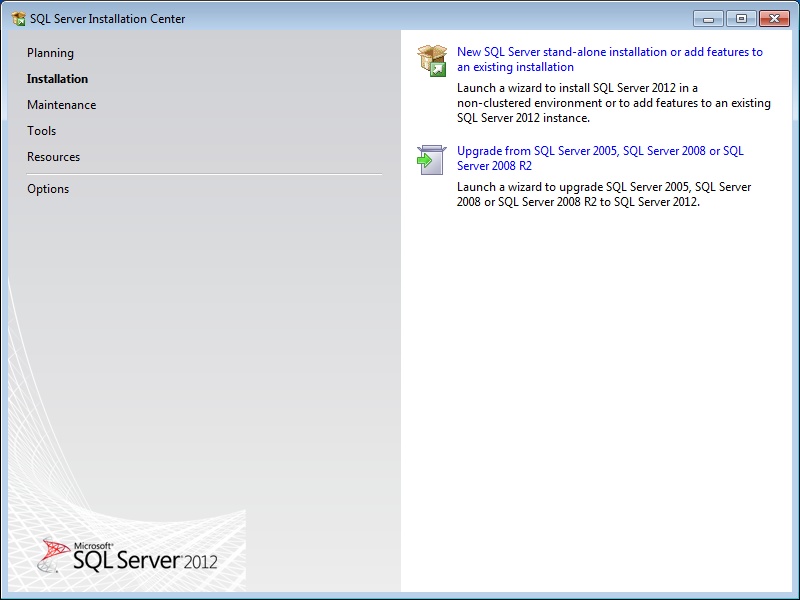 SQL Server Installation Center
Planning
Installation
Maintenance
Tools
Resources
Options
New SQL Server stand-alone installation or add features to
an existing installation
Launch a wizard to install SQL Server 2012 in a
non-clustered environment or to add features to an existing
SQL Server 2012 instance.
Upgrade from SQL Server 2005, SQL Server 2008 or SQL
Server 2008 R2
Launch a wizard to upgrade SQL Server 2005, SQL Server
2008 or SQL Server 2008 R2 to SQL Server 2012.
Microsoft®
SQL Server® 2012